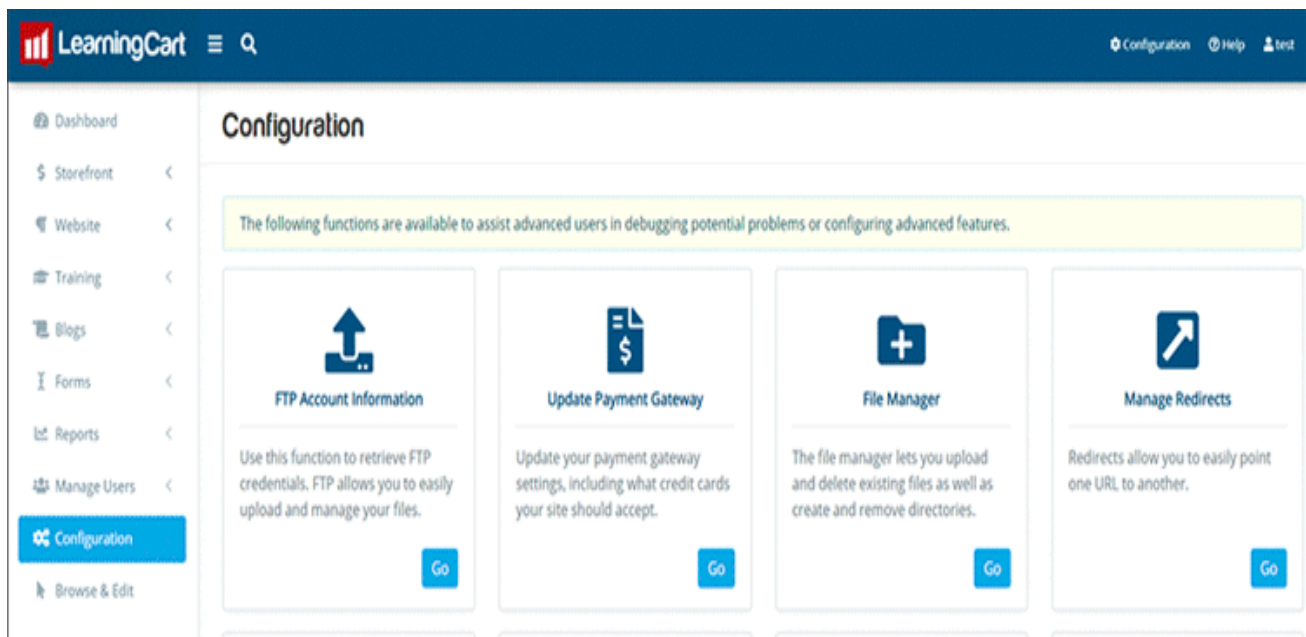 LearningCart
Configuration Help test
Dashboard
Storefront
Website
Training
Blogs
Forms
Reports
Manage Users
Configuration
Browse & Edit
Configuration
The following functions are available to assist advanced users in debugging potential problems or configuring advanced features.
FTP Account Information
Use this function to retrieve FTP
credentials. FTP allows you to easily
upload and manage your files.
Go
Update Payment Gateway
Update your payment gateway
settings, including what credit cards
your site should accept.
Go
File Manager
The file manager lets you upload
and delete existing files as well as
create and remove directories.
Go
Manage Redirects
Redirects allow you to easily point
one URL to another.
Go